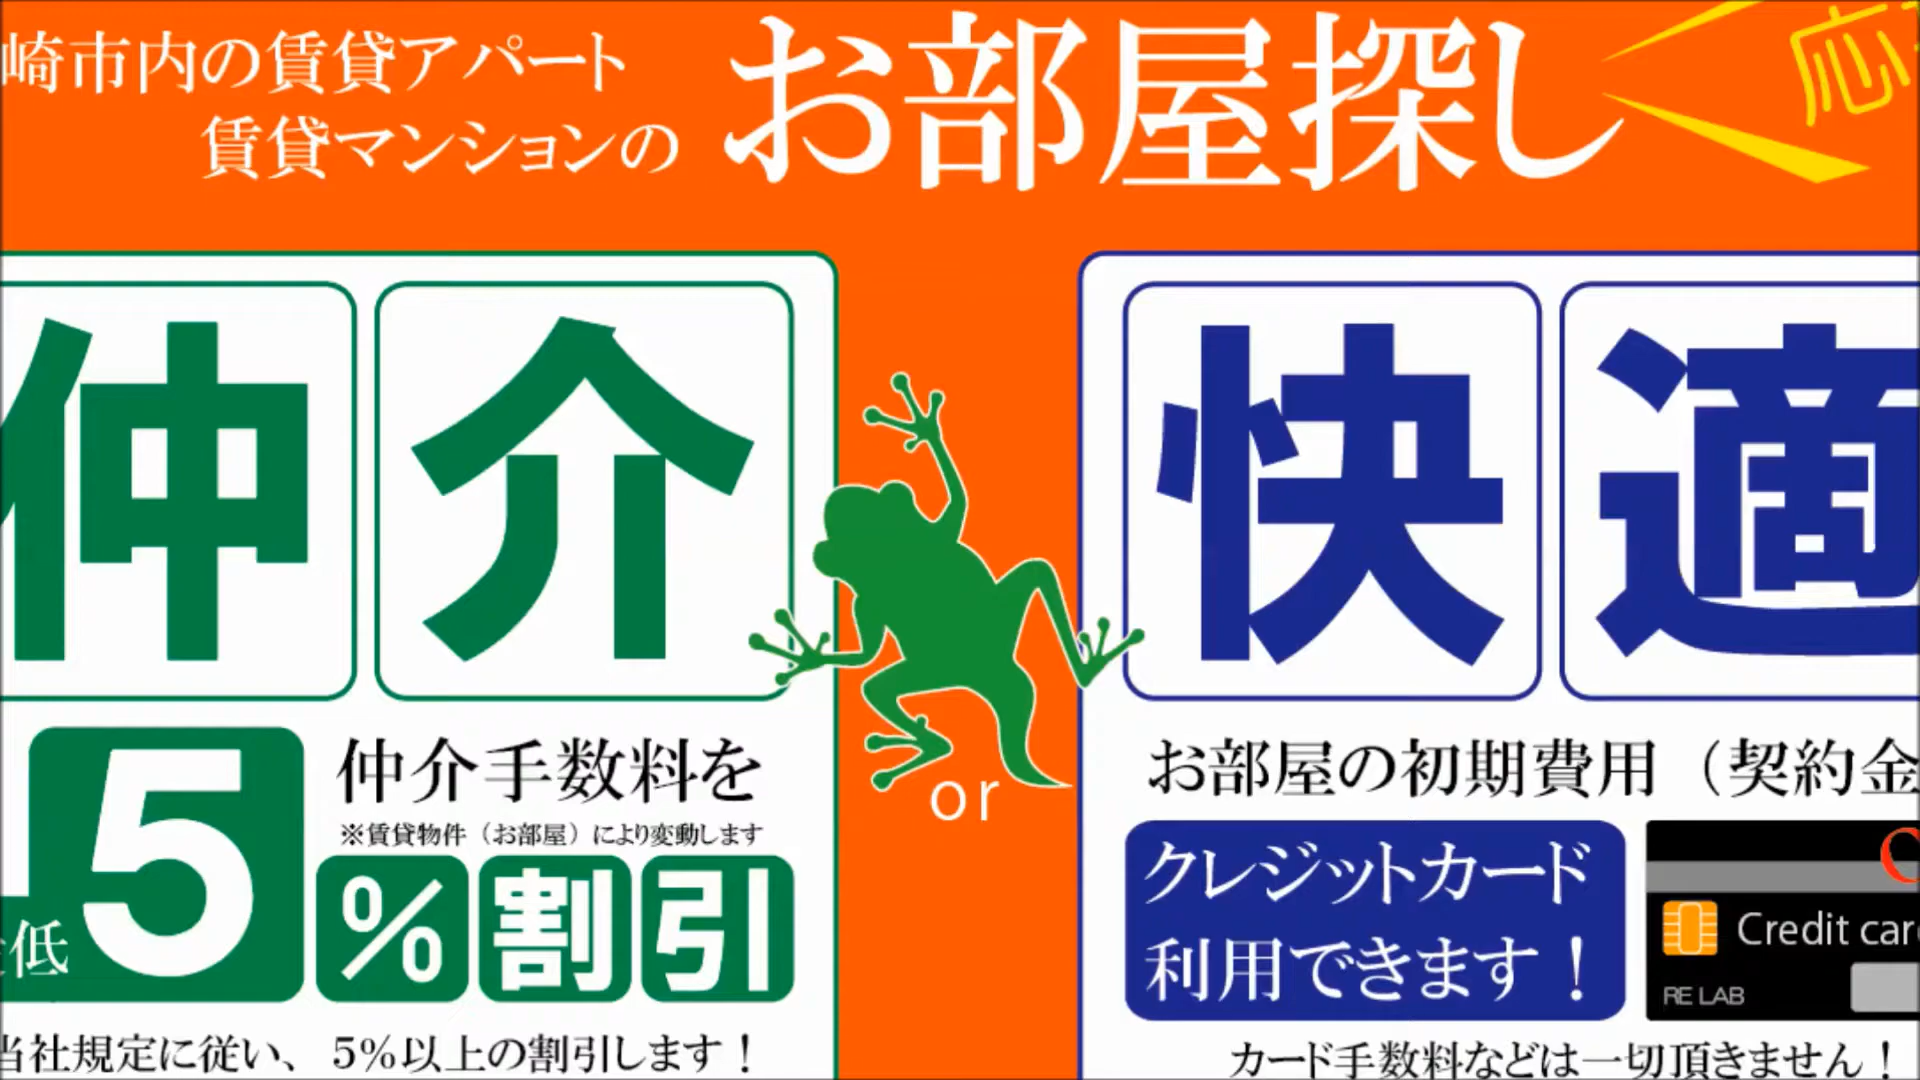 崎市内の賃貸アパート
賃貸マンションの
お部屋探し
応
仲介
快適
5
低
仲介手数料を
※賃貸物件（お部屋）により変動します
%割引
当社規定に従い、5%以上の割引します！
or
お部屋の初期費用（契約金
クレジットカード
利用できます！
Credit card
RE LAB
カード手数料などは一切頂きません！